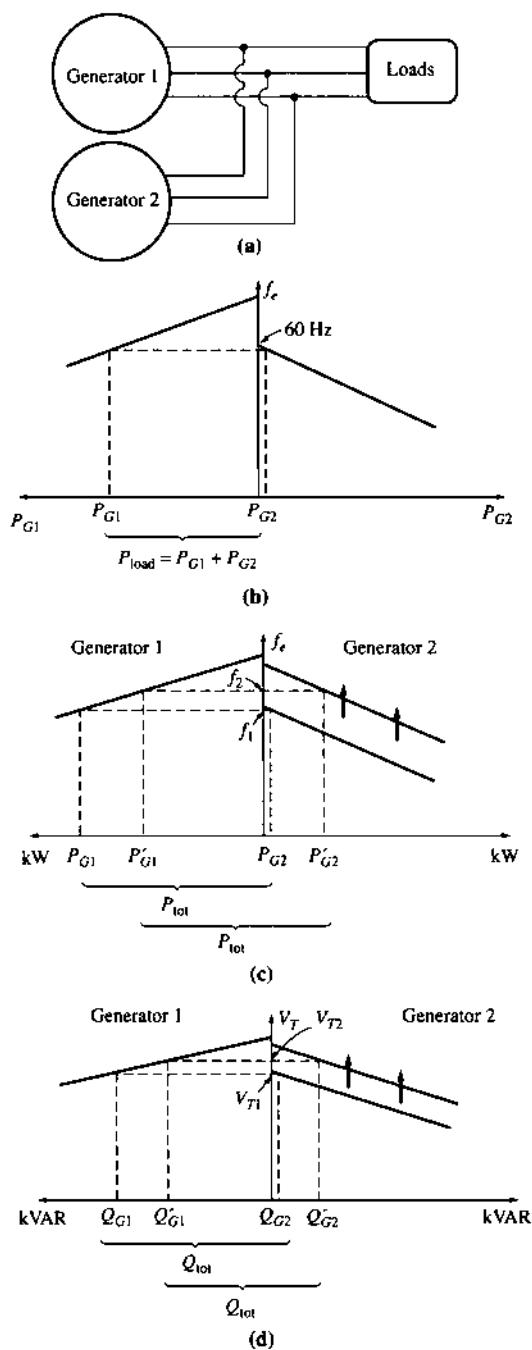 Generator 1
Loads
Generator 2
(a)
f_e
60 Hz
P_G1 P_G1 P_G2 P_G2
P_load = P_G1 + P_G2
(b)
Generator 1 f_e Generator 2
f_2
f_1
kW P_G1 P′_G1 P_G2 P′_G2 kW
P_tot
P_tot
(c)
Generator 1 V_T V_T2 Generator 2
V_T1
kVAR Q_G1 Q′_G1 Q_G2 Q′_G2 kVAR
Q_tot
Q_tot
(d)